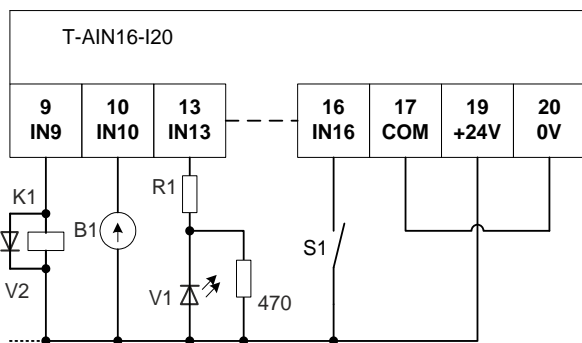 T-AIN16-I20
9 10 13 16 17 19 20
IN9 IN10 IN13 IN16 COM +24V 0V
K1 R1
B1 S1
V2 V1 470